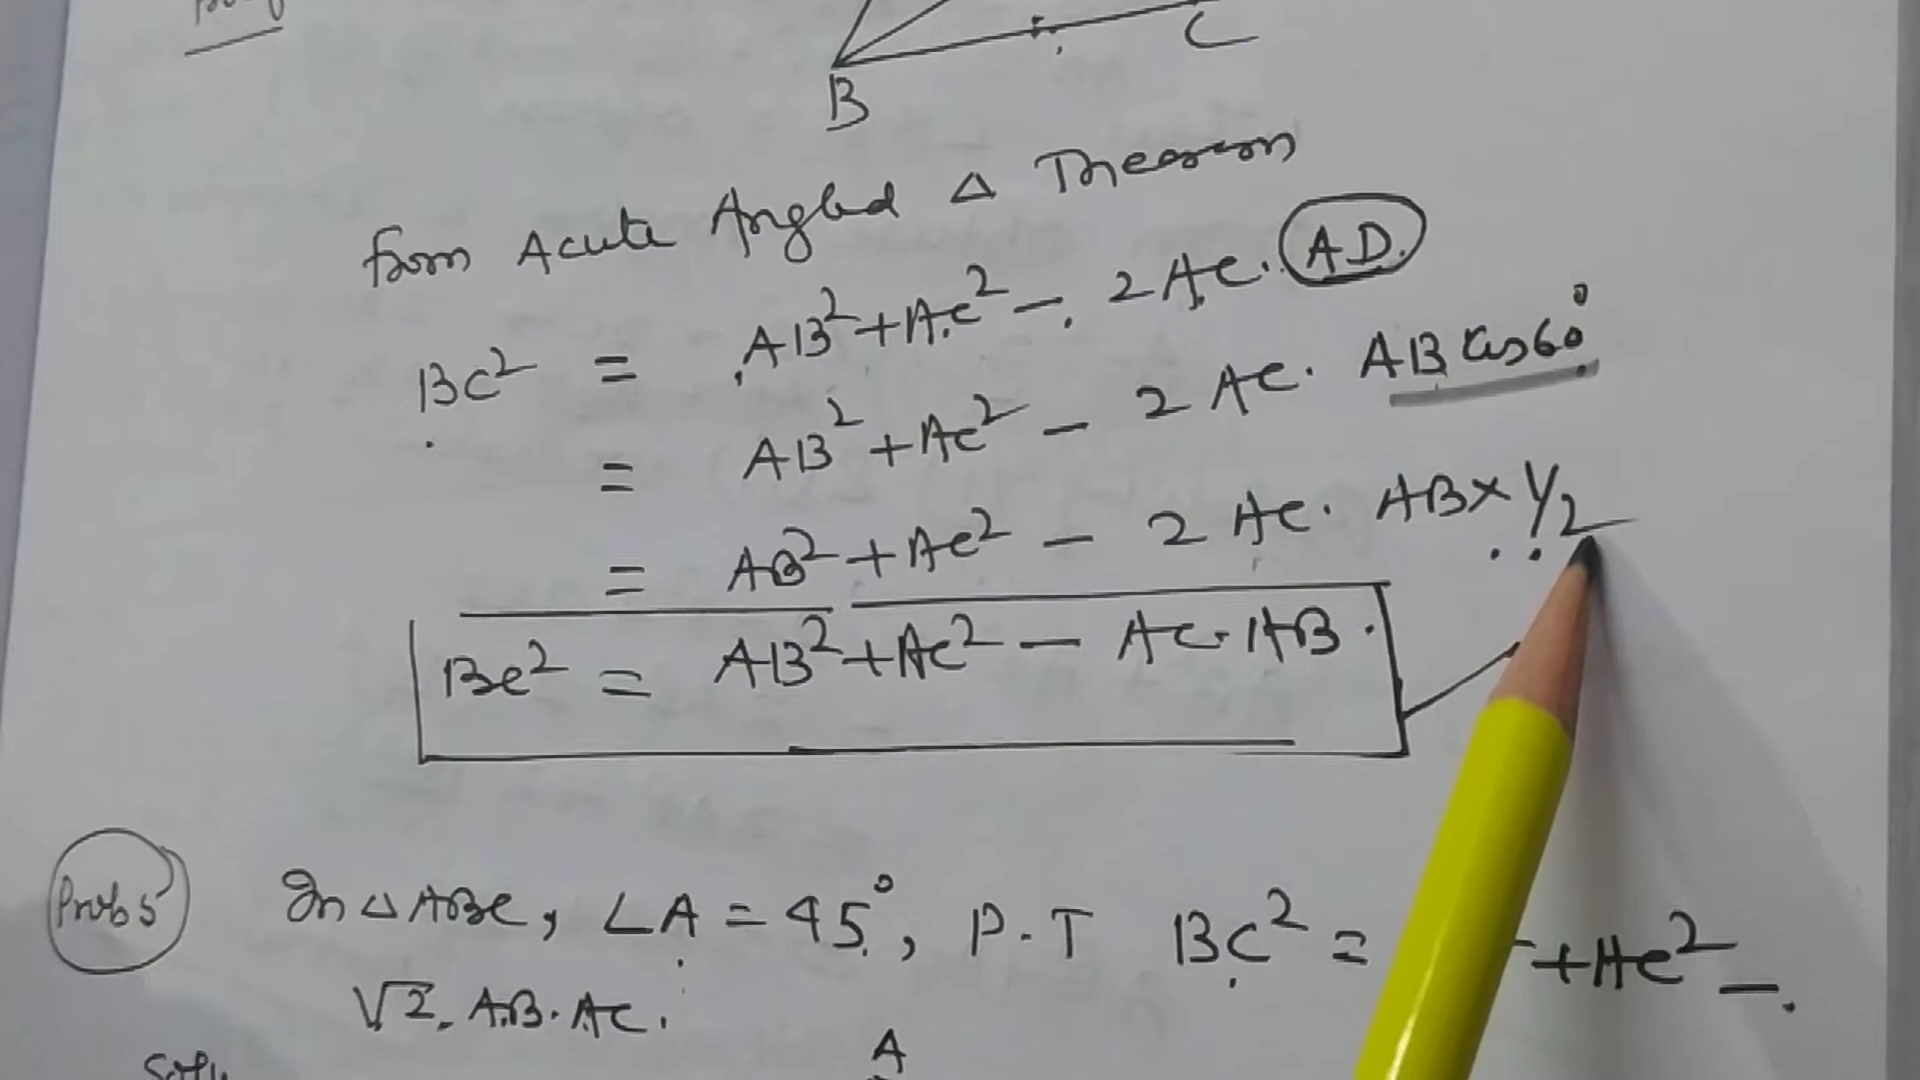 C
B
From Acute Angled Δ Theorem
BC² = AB² + AC² - 2 AC. AD.
= AB² + AC² - 2 AC. AB Cos60°
= AB² + AC² - 2 AC. AB × 1/2
BC² = AB² + AC² - AC. AB.
Prob 5 In Δ ABC, ∠A = 45°, P.T BC² = + AC² -
√2. AB. AC.
A